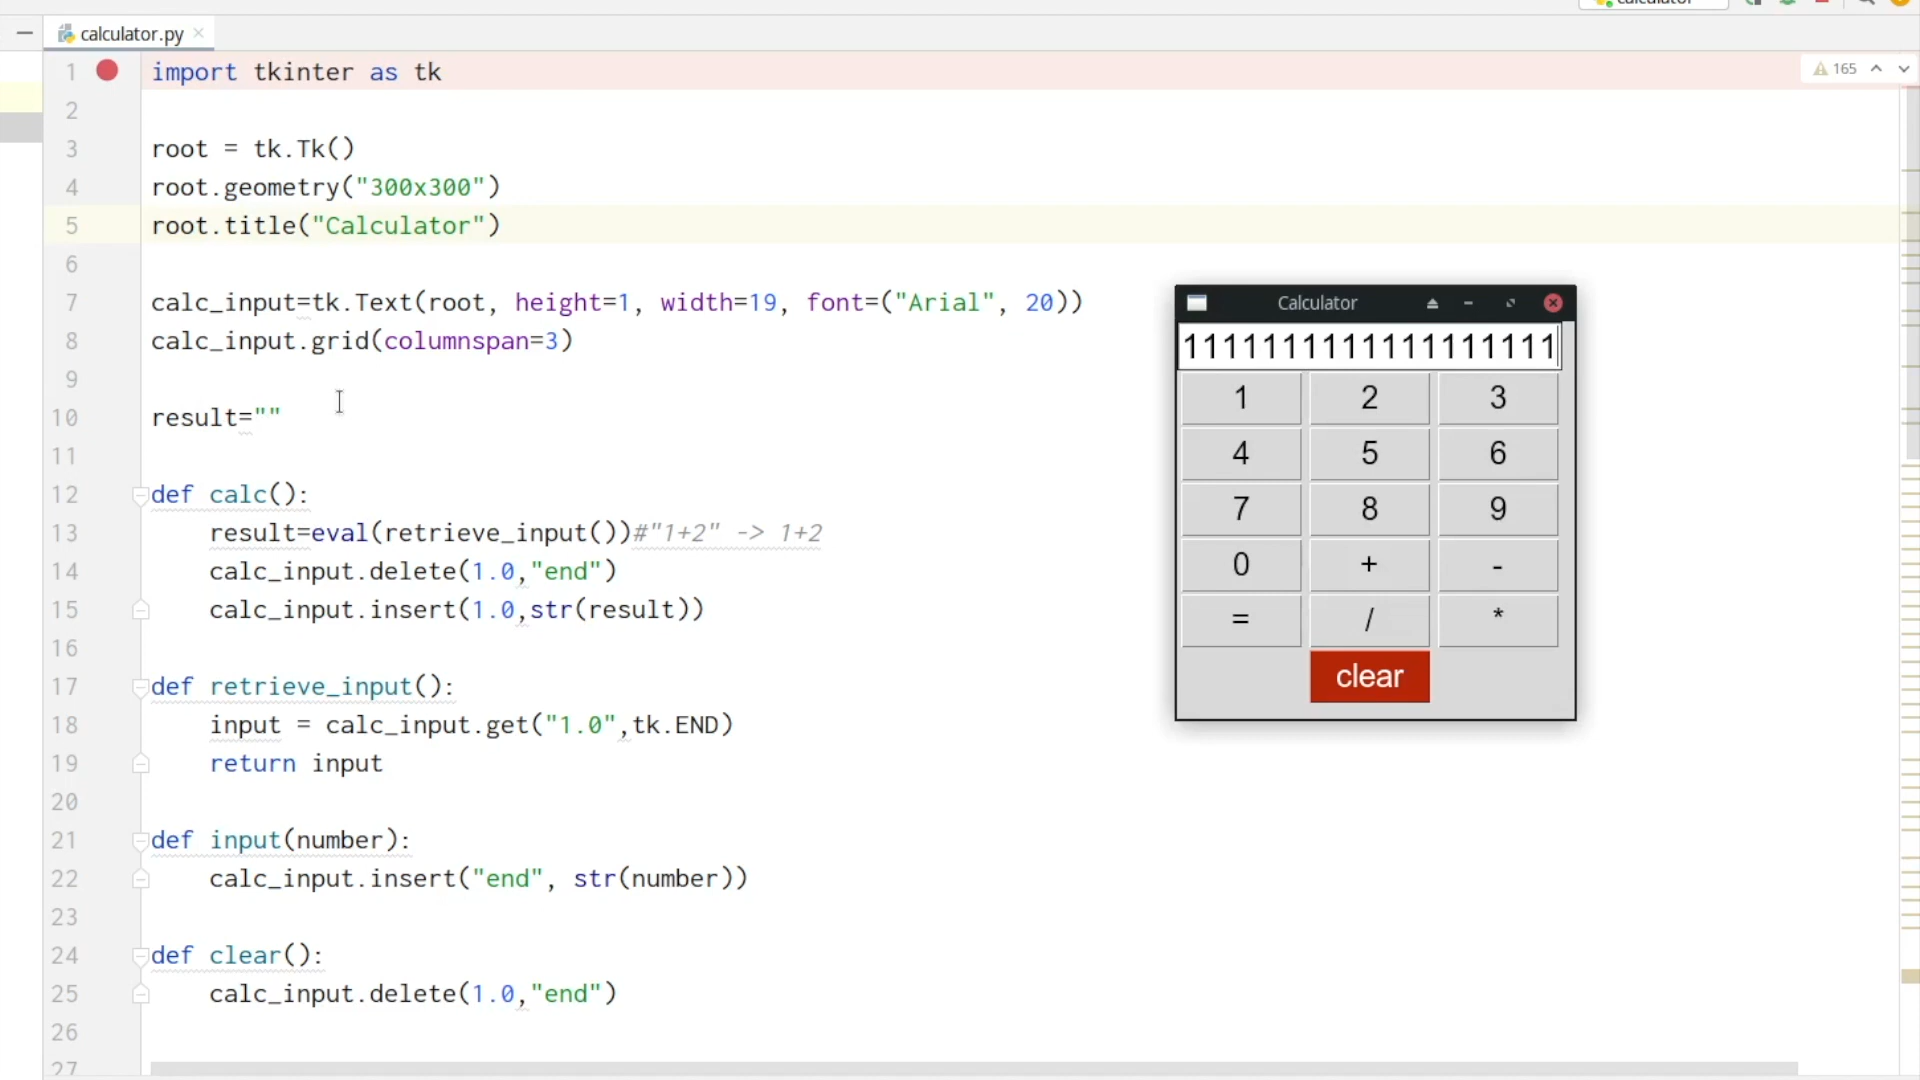 calculator
calculator.py
165
1 import tkinter as tk
2
3 root = tk.Tk()
4 root.geometry("300x300")
5 root.title("Calculator")
6
7 calc_input=tk.Text(root, height=1, width=19, font=("Arial", 20))
8 calc_input.grid(columnspan=3)
9
10 result=""
11
12 def calc():
13 result=eval(retrieve_input())#"1+2" -> 1+2
14 calc_input.delete(1.0,"end")
15 calc_input.insert(1.0,str(result))
16
17 def retrieve_input():
18 input = calc_input.get("1.0",tk.END)
19 return input
20
21 def input(number):
22 calc_input.insert("end", str(number))
23
24 def clear():
25 calc_input.delete(1.0,"end")
26
27
Calculator
1111111111111111111
1 2 3
4 5 6
7 8 9
0 + -
= / *
clear